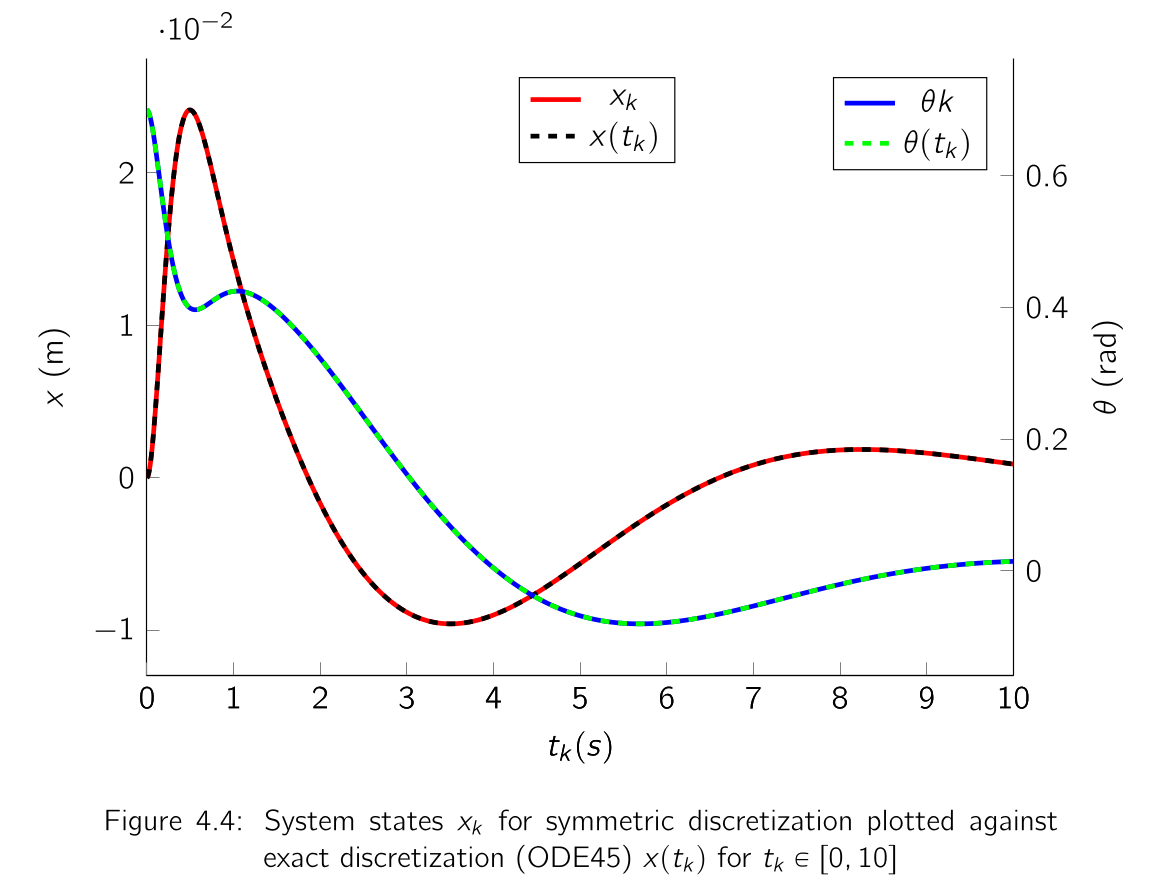 ·10⁻²
x_k
x(t_k)
θk
θ(t_k)
2
1
0
−1
x (m)
0.6
0.4
0.2
0
θ (rad)
0 1 2 3 4 5 6 7 8 9 10
t_k(s)
Figure 4.4: System states x_k for symmetric discretization plotted against
exact discretization (ODE45) x(t_k) for t_k ∈ [0, 10]